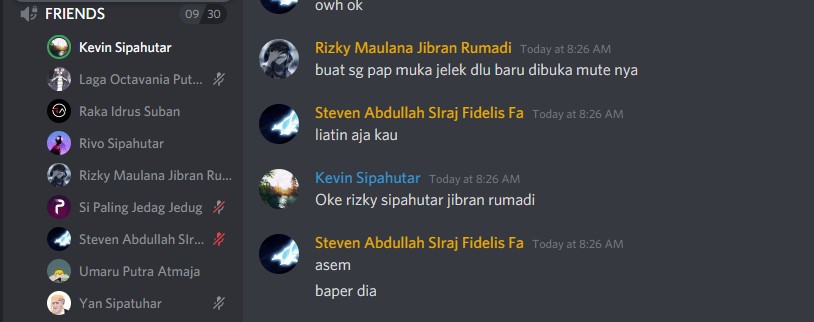 FRIENDS 09 30
Kevin Sipahutar
Laga Octavania Put...
Raka Idrus Suban
Rivo Sipahutar
Rizky Maulana Jibran Ru...
Si Paling Jedag Jedug
Steven Abdullah SIr...
Umaru Putra Atmaja
Yan Sipatuhar
owh ok
Rizky Maulana Jibran Rumadi Today at 8:26 AM
buat sg pap muka jelek dlu baru dibuka mute nya
Steven Abdullah SIraj Fidelis Fa Today at 8:26 AM
liatin aja kau
Kevin Sipahutar Today at 8:26 AM
Oke rizky sipahutar jibran rumadi
Steven Abdullah SIraj Fidelis Fa Today at 8:26 AM
asem
baper dia